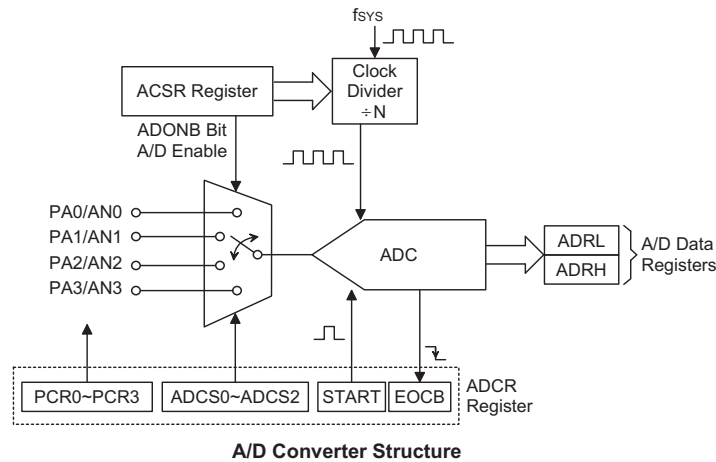 fSYS
ACSR Register
Clock
Divider
÷N
ADONB Bit
A/D Enable
PA0/AN0
PA1/AN1
PA2/AN2
PA3/AN3
ADC
ADRL
ADRH
A/D Data
Registers
PCR0~PCR3
ADCS0~ADCS2
START
EOCB
ADCR
Register
A/D Converter Structure